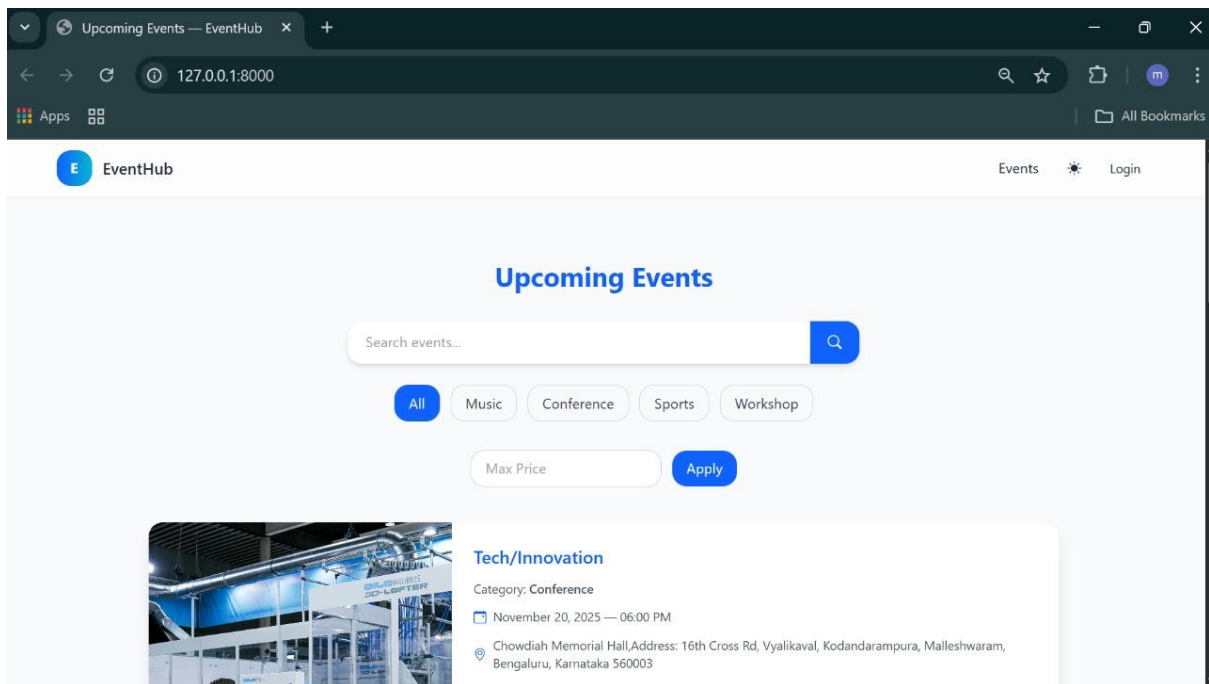 Upcoming Events — EventHub
127.0.0.1:8000
m
Apps
All Bookmarks
E EventHub
Events Login
Upcoming Events
Search events...
All Music Conference Sports Workshop
Max Price Apply
3D-LOFTER
Tech/Innovation
Category: Conference
November 20, 2025 — 06:00 PM
Chowdiah Memorial Hall,Address: 16th Cross Rd, Vyalikaval, Kodandarampura, Malleshwaram,
Bengaluru, Karnataka 560003